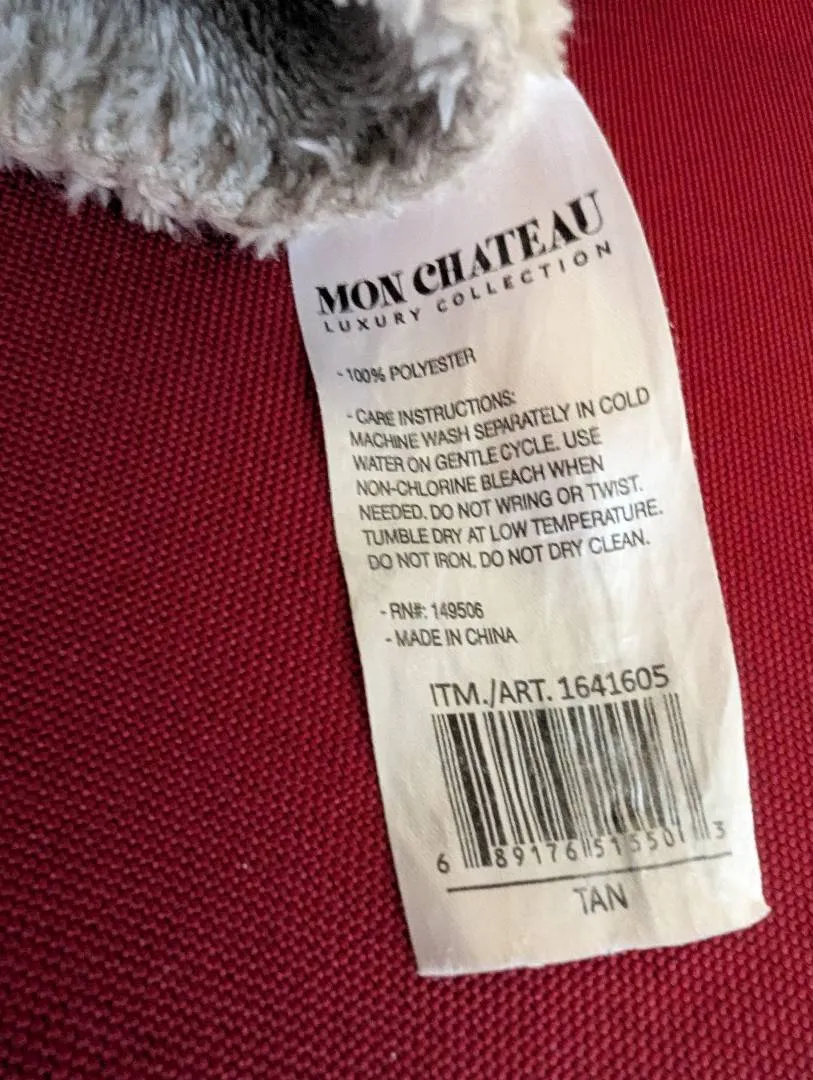 MON CHATEAU
LUXURY COLLECTION
- 100% POLYESTER
- CARE INSTRUCTIONS:
MACHINE WASH SEPARATELY IN COLD
WATER ON GENTLE CYCLE. USE
NON-CHLORINE BLEACH WHEN
NEEDED. DO NOT WRING OR TWIST.
TUMBLE DRY AT LOW TEMPERATURE.
DO NOT IRON. DO NOT DRY CLEAN.
- RN#: 149506
- MADE IN CHINA
ITM./ART. 1641605
6 89176 51550 3
TAN